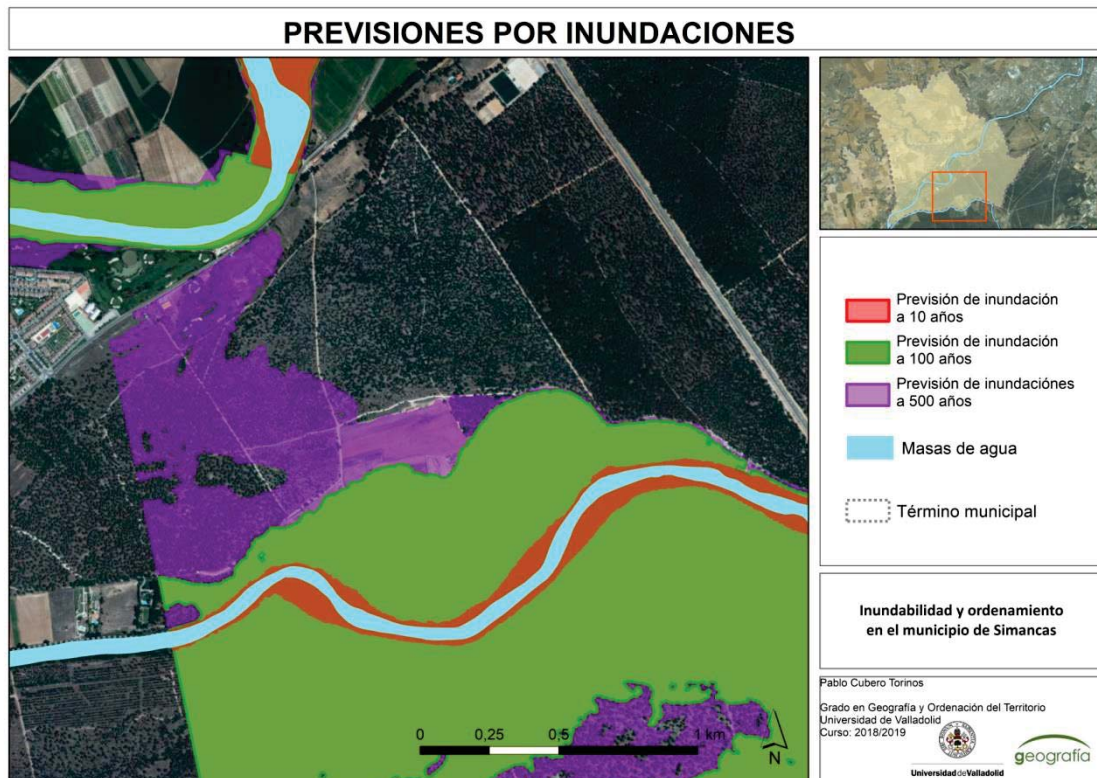 PREVISIONES POR INUNDACIONES
Previsión de inundación
a 10 años
Previsión de inundación
a 100 años
Previsión de inundaciónes
a 500 años
Masas de agua
Término municipal
Inundabilidad y ordenamiento
en el municipio de Simancas
Pablo Cubero Torinos
Grado en Geografía y Ordenación del Territorio
Universidad de Valladolid
Curso: 2018/2019
Universidad de Valladolid
geografía
0 0,25 0,5 1 km
N